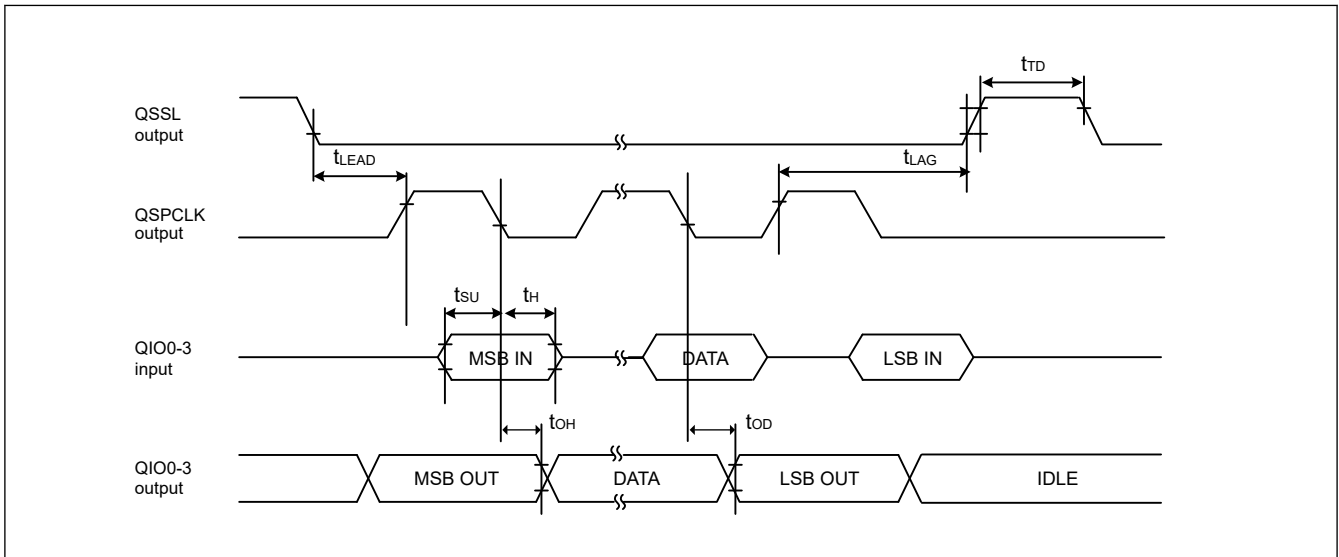 tTD
QSSL
output
tLEAD
tLAG
QSPCLK
output
tSU
tH
QIO0-3
input
MSB IN
DATA
LSB IN
tOH
tOD
QIO0-3
output
MSB OUT
DATA
LSB OUT
IDLE